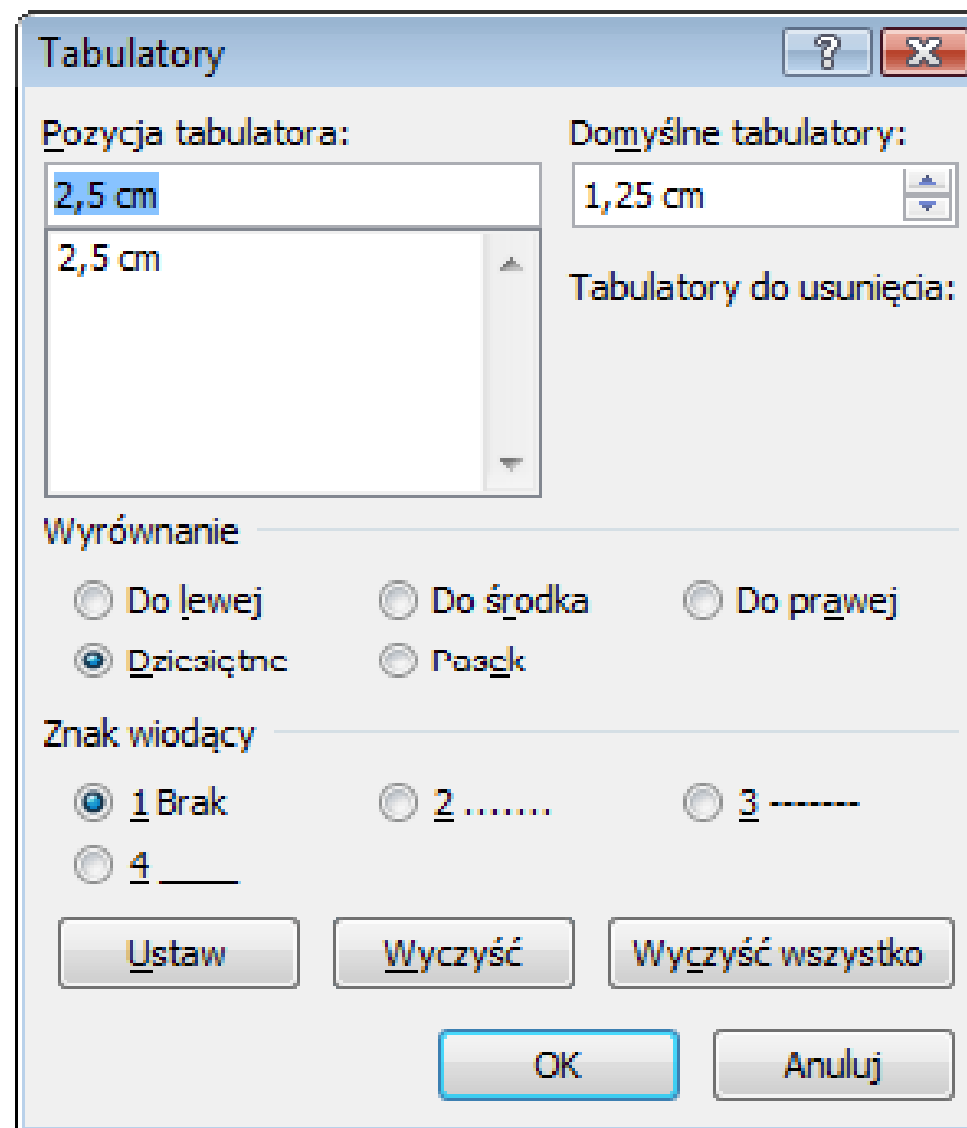 Tabulatory
Pozycja tabulatora:
Domyślne tabulatory:
2,5 cm
1,25 cm
2,5 cm
Tabulatory do usunięcia:
Wyrównanie
Do lewej
Do środka
Do prawej
Dziesiętne
Pasek
Znak wiodący
1 Brak
2 .......
3 -------
4 ____
Ustaw
Wyczyść
Wyczyść wszystko
OK
Anuluj